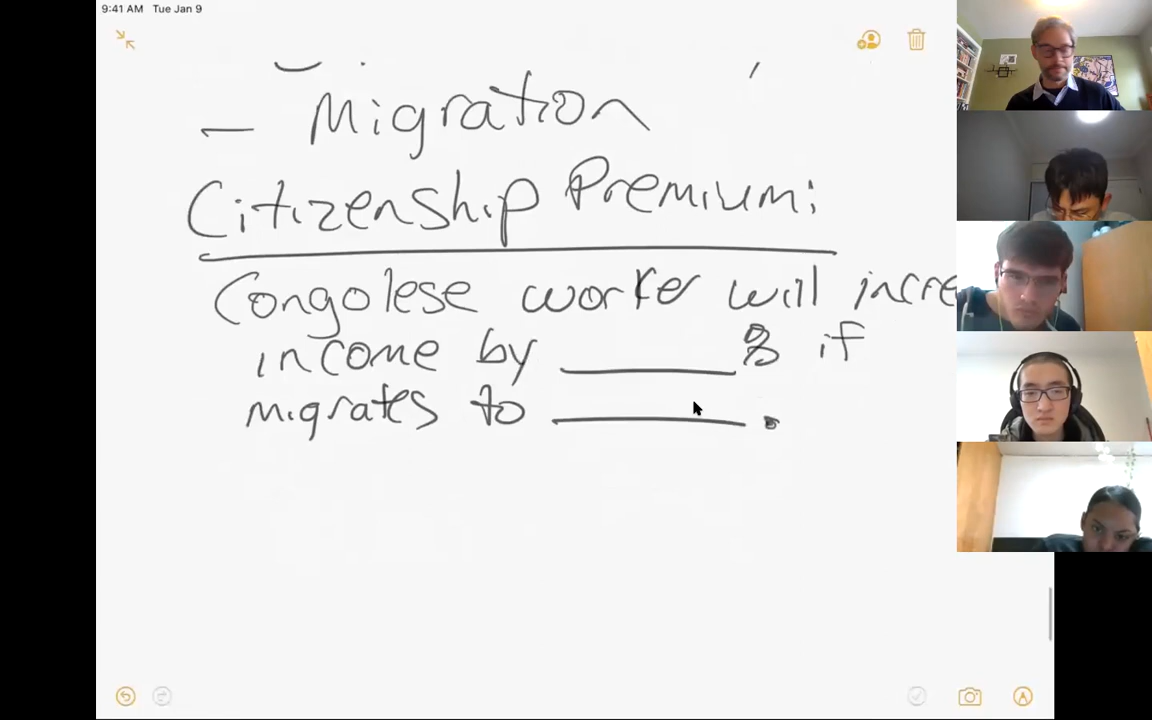 9:41 AM Tue Jan 9
– Migration
Citizenship Premium:
Congolese worker will incre
income by ______ % if
migrates to ______.